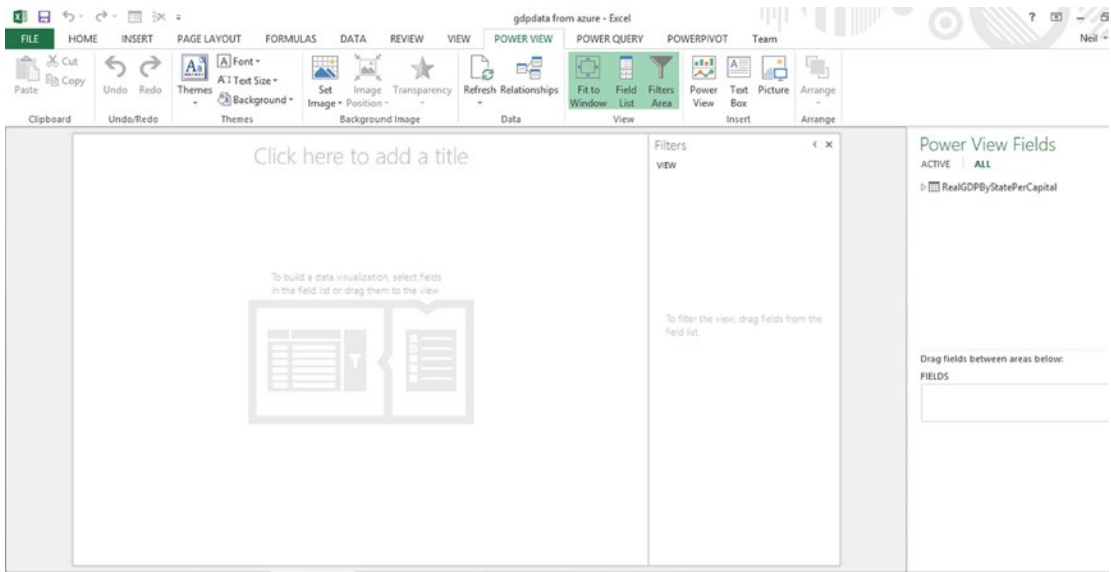 gdpdata from azure - Excel
?
FILE HOME INSERT PAGE LAYOUT FORMULAS DATA REVIEW VIEW POWER VIEW POWER QUERY POWERPIVOT Team Neil
Paste
Cut
Copy
Clipboard
Undo Redo
Undo/Redo
Themes
Font
Text Size
Background
Themes
Set Image
Image Position
Transparency
Background Image
Refresh Relationships
Data
Fit to Window
Field List
Filters Area
View
Power View
Text Box
Picture
Insert
Arrange
Arrange
Click here to add a title
To build a data visualization, select fields
in the field list or drag them to the view
Filters
VIEW
To filter the view, drag fields from the
field list.
Power View Fields
ACTIVE ALL
RealGDPByStatePerCapital
Drag fields between areas below:
FIELDS